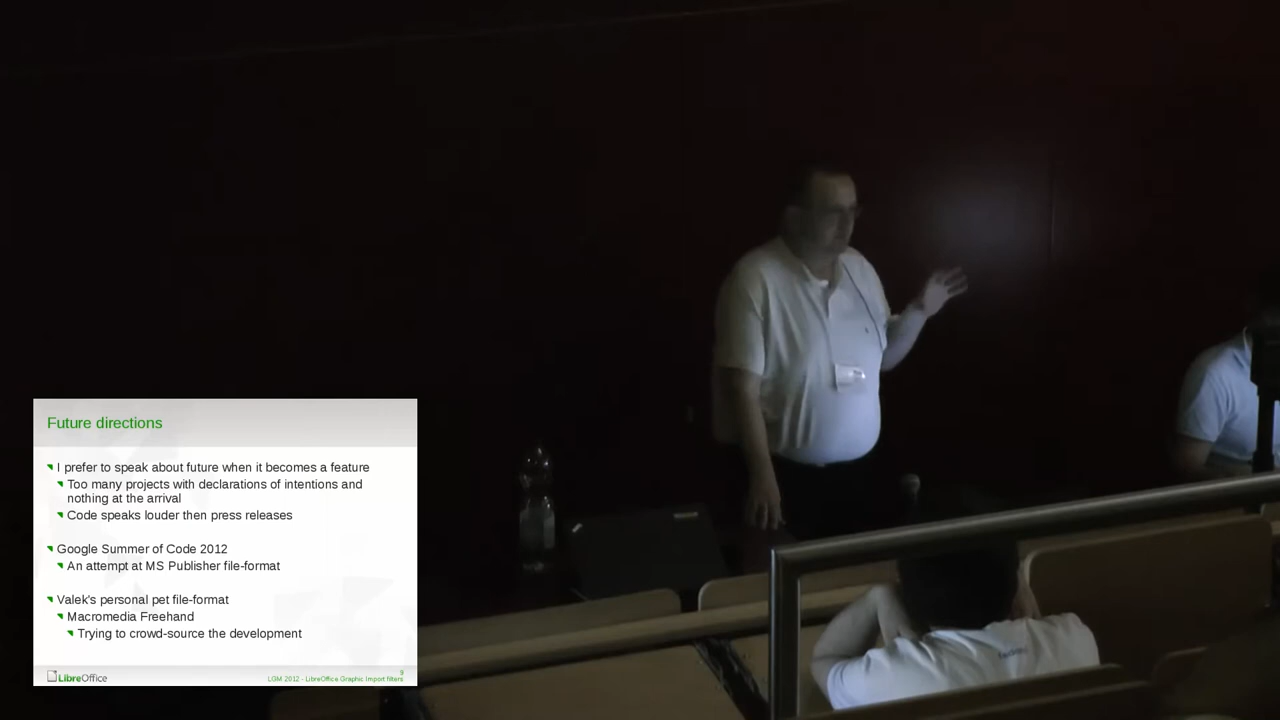 Future directions
I prefer to speak about future when it becomes a feature
Too many projects with declarations of intentions and
nothing at the arrival
Code speaks louder then press releases
Google Summer of Code 2012
An attempt at MS Publisher file-format
Valek's personal pet file-format
Macromedia Freehand
Trying to crowd-source the development
9
LibreOffice
LGM 2012 - LibreOffice Graphic Import filters